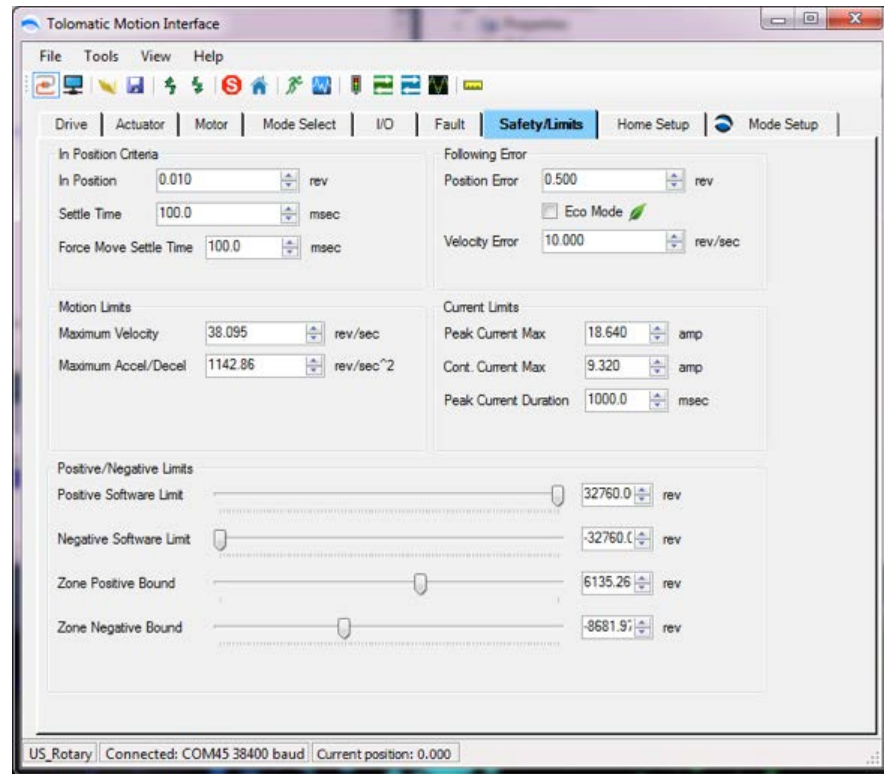 Tolomatic Motion Interface
File Tools View Help
Drive Actuator Motor Mode Select I/O Fault Safety/Limits Home Setup Mode Setup
In Position Criteria
In Position 0.010 rev
Settle Time 100.0 msec
Force Move Settle Time 100.0 msec
Following Error
Position Error 0.500 rev
Eco Mode
Velocity Error 10.000 rev/sec
Motion Limits
Maximum Velocity 38.095 rev/sec
Maximum Accel/Decel 1142.86 rev/sec^2
Current Limits
Peak Current Max 18.640 amp
Cont. Current Max 9.320 amp
Peak Current Duration 1000.0 msec
Positive/Negative Limits
Positive Software Limit 32760.0 rev
Negative Software Limit -32760.( rev
Zone Positive Bound 6135.26 rev
Zone Negative Bound -8681.97 rev
US_Rotary Connected: COM45 38400 baud Current position: 0.000